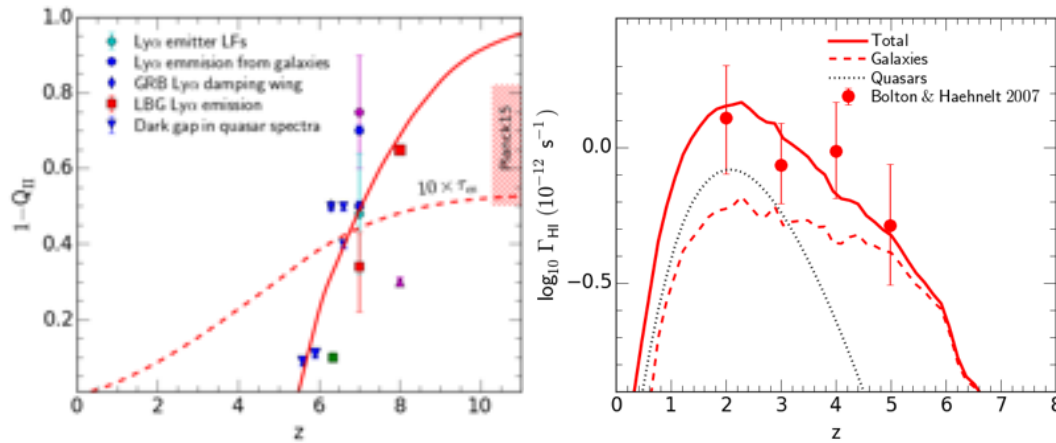 1.0
0.8
0.6
0.4
0.2
1−Q_II
Lyα emitter LFs
Lyα emmision from galaxies
GRB Lyα damping wing
LBG Lyα emission
Dark gap in quasar spectra
10 × τ_es
Planck15
0 2 4 6 8 10
z
log₁₀ Γ_HI (10⁻¹² s⁻¹)
0.0
−0.5
Total
Galaxies
Quasars
Bolton & Haehnelt 2007
0 1 2 3 4 5 6 7 8
z